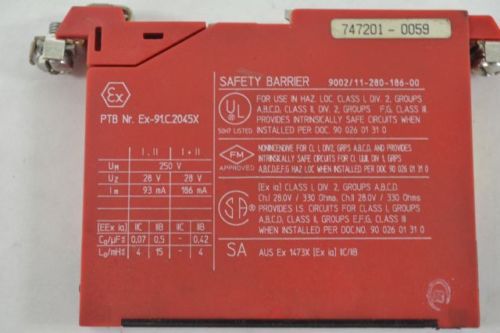 747201 - 0059
Ex
PTB Nr. Ex-91.C.2045X
I , II I + II
UM 250 V
UZ 28 V 28 V
IM 93 mA 186 mA
[EEx ia] IIC IIB IIC IIB
Ca/µF= 0,07 0,5 - 0,42
La/mH= 4 15 - 4
SAFETY BARRIER 9002/11-280-186-00
UL
50H7 LISTED
FOR USE IN HAZ. LOC. CLASS I, DIV. 2, GROUPS
A,B,C,D, CLASS II, DIV. 2, GROUPS F,G, CLASS III.
PROVIDES INTRINSICALLY SAFE CIRCUITS WHEN
INSTALLED PER DOC. 90 026 01 31 0
FM
APPROVED
NONINCENDIVE FOR CL I, DIV.2, GRPS A,B,C,D, AND PROVIDES
INTRINSICALLY SAFE CIRCUITS FOR CL I,II,III, DIV 1, GRPS
A,B,C,D,E,F,G HAZ LOC WHEN INSTALLED PER DOC. 90 026 01 31 0
SA
[Ex ia] CLASS I, DIV. 2, GROUPS A,B,C,D.
Ch.I 28.0V / 330 Ohms, Ch.II 28.0V / 330 Ohms
PROVIDES I.S. CIRCUITS FOR CLASS I, GROUPS
A,B,C,D, CLASS II, GROUPS E,F,G, CLASS III
WHEN INSTALLED PER DOC.NO. 90 026 01 31 0
SA AUS Ex 1473X [Ex ia] IIC/IIB